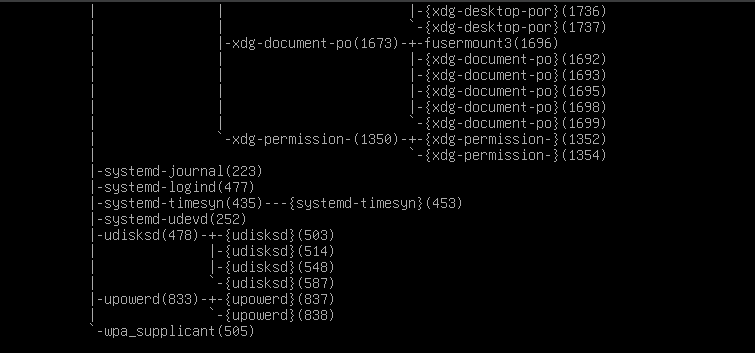 |                |                       |-{xdg-desktop-por}(1736)
|                |                       `-{xdg-desktop-por}(1737)
|                |-xdg-document-po(1673)-+-fusermount3(1696)
|                |                       |-{xdg-document-po}(1692)
|                |                       |-{xdg-document-po}(1693)
|                |                       |-{xdg-document-po}(1695)
|                |                       |-{xdg-document-po}(1698)
|                |                       `-{xdg-document-po}(1699)
|                `-xdg-permission-(1350)-+-{xdg-permission-}(1352)
|                                        `-{xdg-permission-}(1354)
|-systemd-journal(223)
|-systemd-logind(477)
|-systemd-timesyn(435)---{systemd-timesyn}(453)
|-systemd-udevd(252)
|-udisksd(478)-+-{udisksd}(503)
|              |-{udisksd}(514)
|              |-{udisksd}(548)
|              `-{udisksd}(587)
|-upowerd(833)-+-{upowerd}(837)
|              `-{upowerd}(838)
`-wpa_supplicant(505)